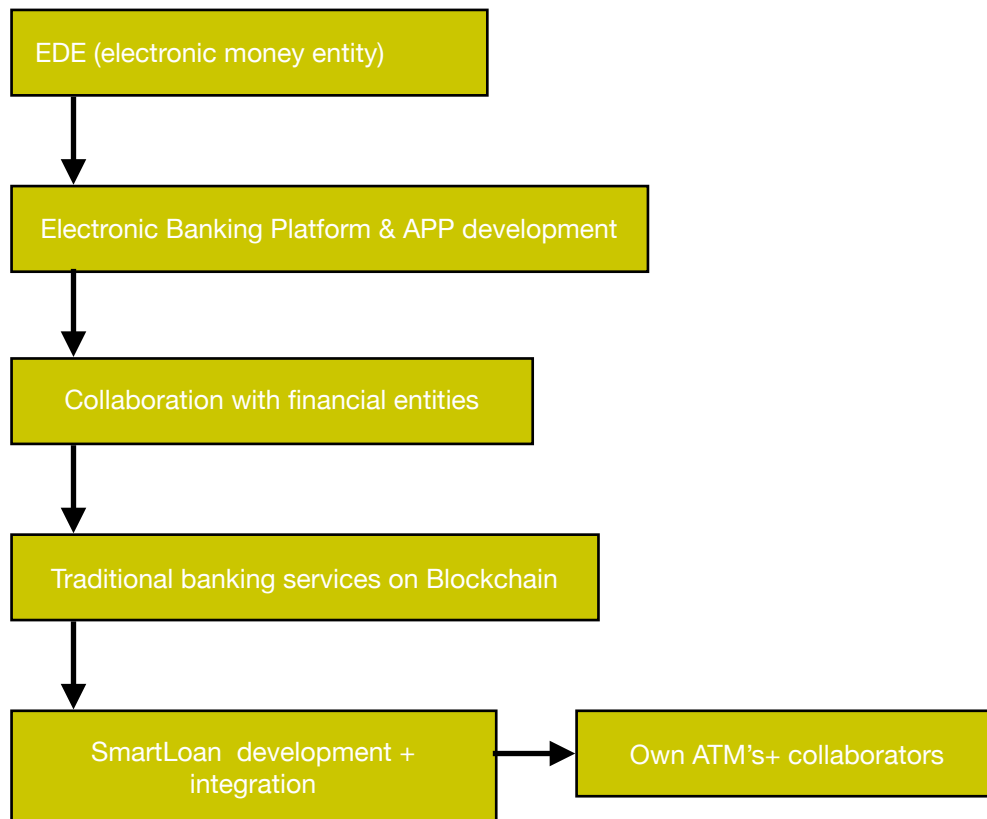 EDE (electronic money entity)
Electronic Banking Platform & APP development
Collaboration with financial entities
Traditional banking services on Blockchain
SmartLoan  development +
integration
Own ATM's+ collaborators